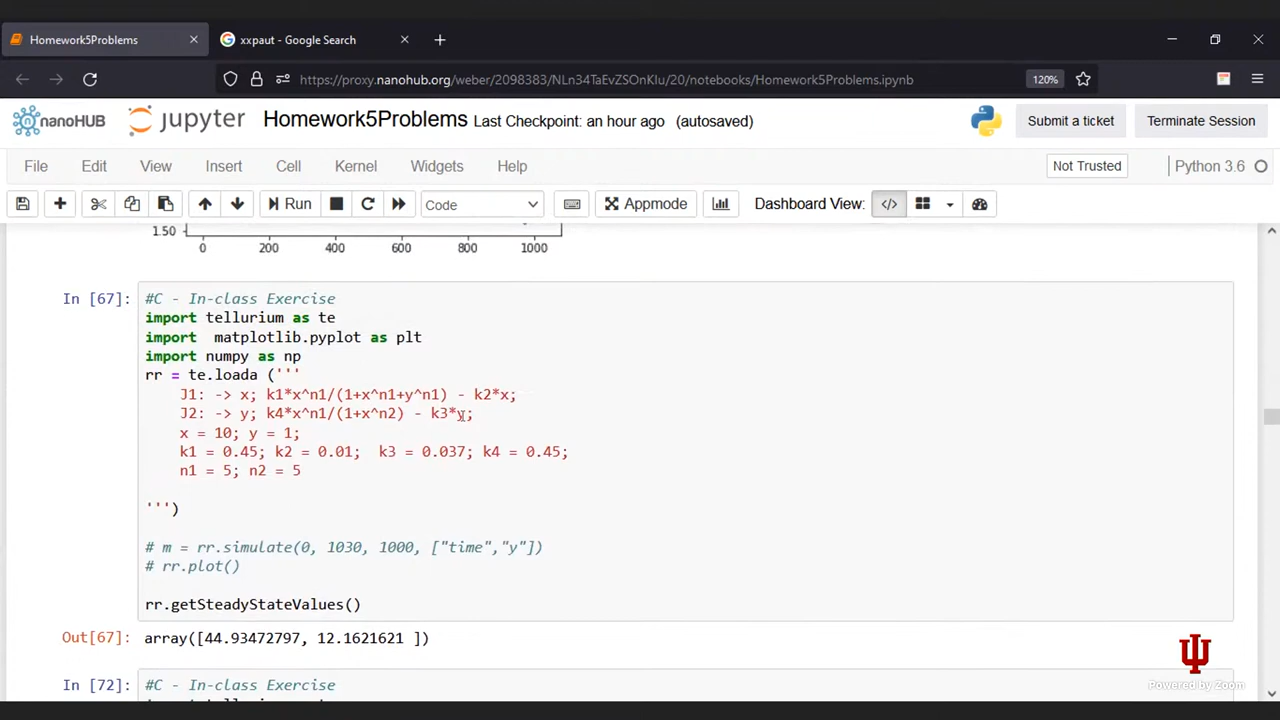 Homework5Problems
xxpaut - Google Search
https://proxy.nanohub.org/weber/2098383/NLn34TaEvZSOnKlu/20/notebooks/Homework5Problems.ipynb
120%
nanoHUB
jupyter
Homework5Problems Last Checkpoint: an hour ago (autosaved)
Submit a ticket
Terminate Session
File Edit View Insert Cell Kernel Widgets Help
Not Trusted
Python 3.6
Run
Code
Appmode
Dashboard View:
1.50
0 200 400 600 800 1000
In [67]:
#C - In-class Exercise
import tellurium as te
import  matplotlib.pyplot as plt
import numpy as np
rr = te.loada ('''
    J1: -> x; k1*x^n1/(1+x^n1+y^n1) - k2*x;
    J2: -> y; k4*x^n1/(1+x^n2) - k3*y;
    x = 10; y = 1;
    k1 = 0.45; k2 = 0.01;  k3 = 0.037; k4 = 0.45;
    n1 = 5; n2 = 5
''')
# m = rr.simulate(0, 1030, 1000, ["time","y"])
# rr.plot()
rr.getSteadyStateValues()
Out[67]: array([44.93472797, 12.1621621 ])
In [72]: #C - In-class Exercise
Powered by Zoom